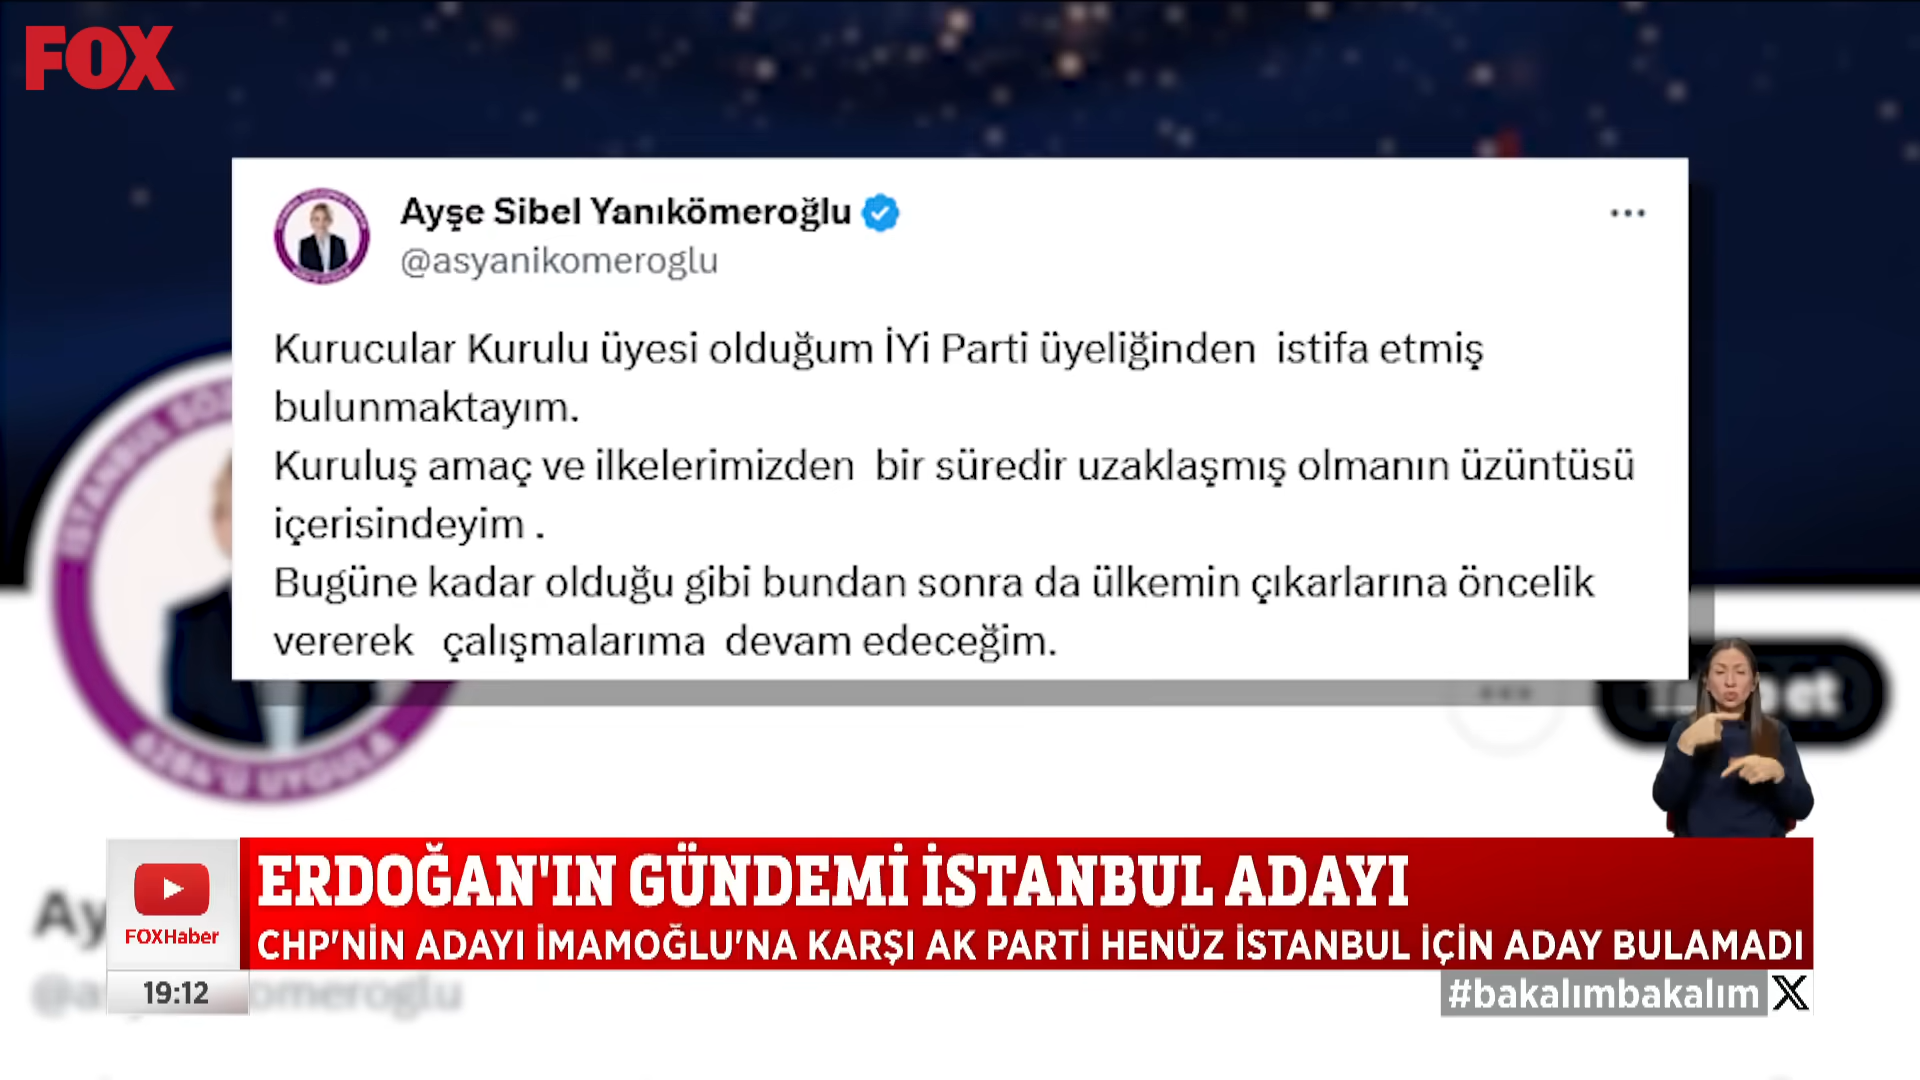 FOX
Ayşe Sibel Yanıkömeroğlu
@asyanikomeroglu
Kurucular Kurulu üyesi olduğum İYi Parti üyeliğinden istifa etmiş
bulunmaktayım.
Kuruluş amaç ve ilkelerimizden bir süredir uzaklaşmış olmanın üzüntüsü
içerisindeyim .
Bugüne kadar olduğu gibi bundan sonra da ülkemin çıkarlarına öncelik
vererek çalışmalarıma devam edeceğim.
İSTANBUL
6284'Ü UYGULA
ERDOĞAN'IN GÜNDEMİ İSTANBUL ADAYI
FOXHaber
CHP'NİN ADAYI İMAMOĞLU'NA KARŞI AK PARTİ HENÜZ İSTANBUL İÇİN ADAY BULAMADI
19:12
#bakalımbakalım X